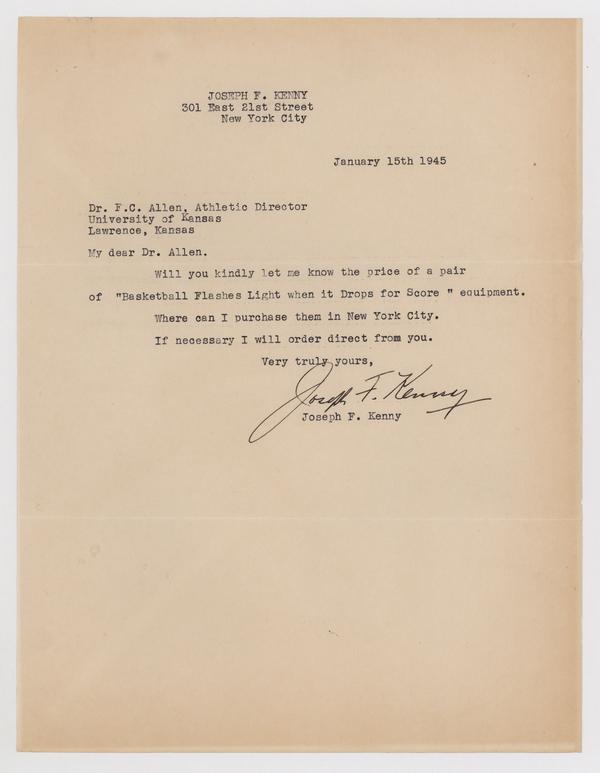 JOSEPH F. KENNY
301 East 21st Street
New York City
January 15th 1945
Dr. F.C. Allen, Athletic Director
University of Kansas
Lawrence, Kansas
My dear Dr. Allen.
Will you kindly let me know the price of a pair
of "Basketball Flashes Light when it Drops for Score " equipment.
Where can I purchase them in New York City.
If necessary I will order direct from you.
Very truly yours,
Joseph F. Kenny
Joseph F. Kenny